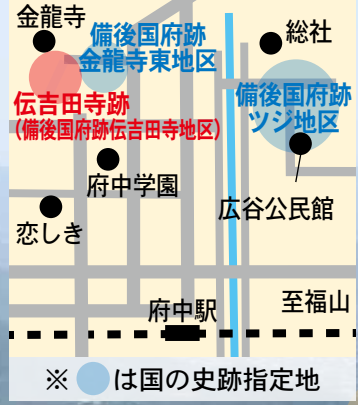 金龍寺
備後国府跡
金龍寺東地区
総社
伝吉田寺跡
(備後国府跡伝吉田寺地区)
備後国府跡
ツジ地区
府中学園
広谷公民館
恋しき
府中駅
至福山
※ は国の史跡指定地